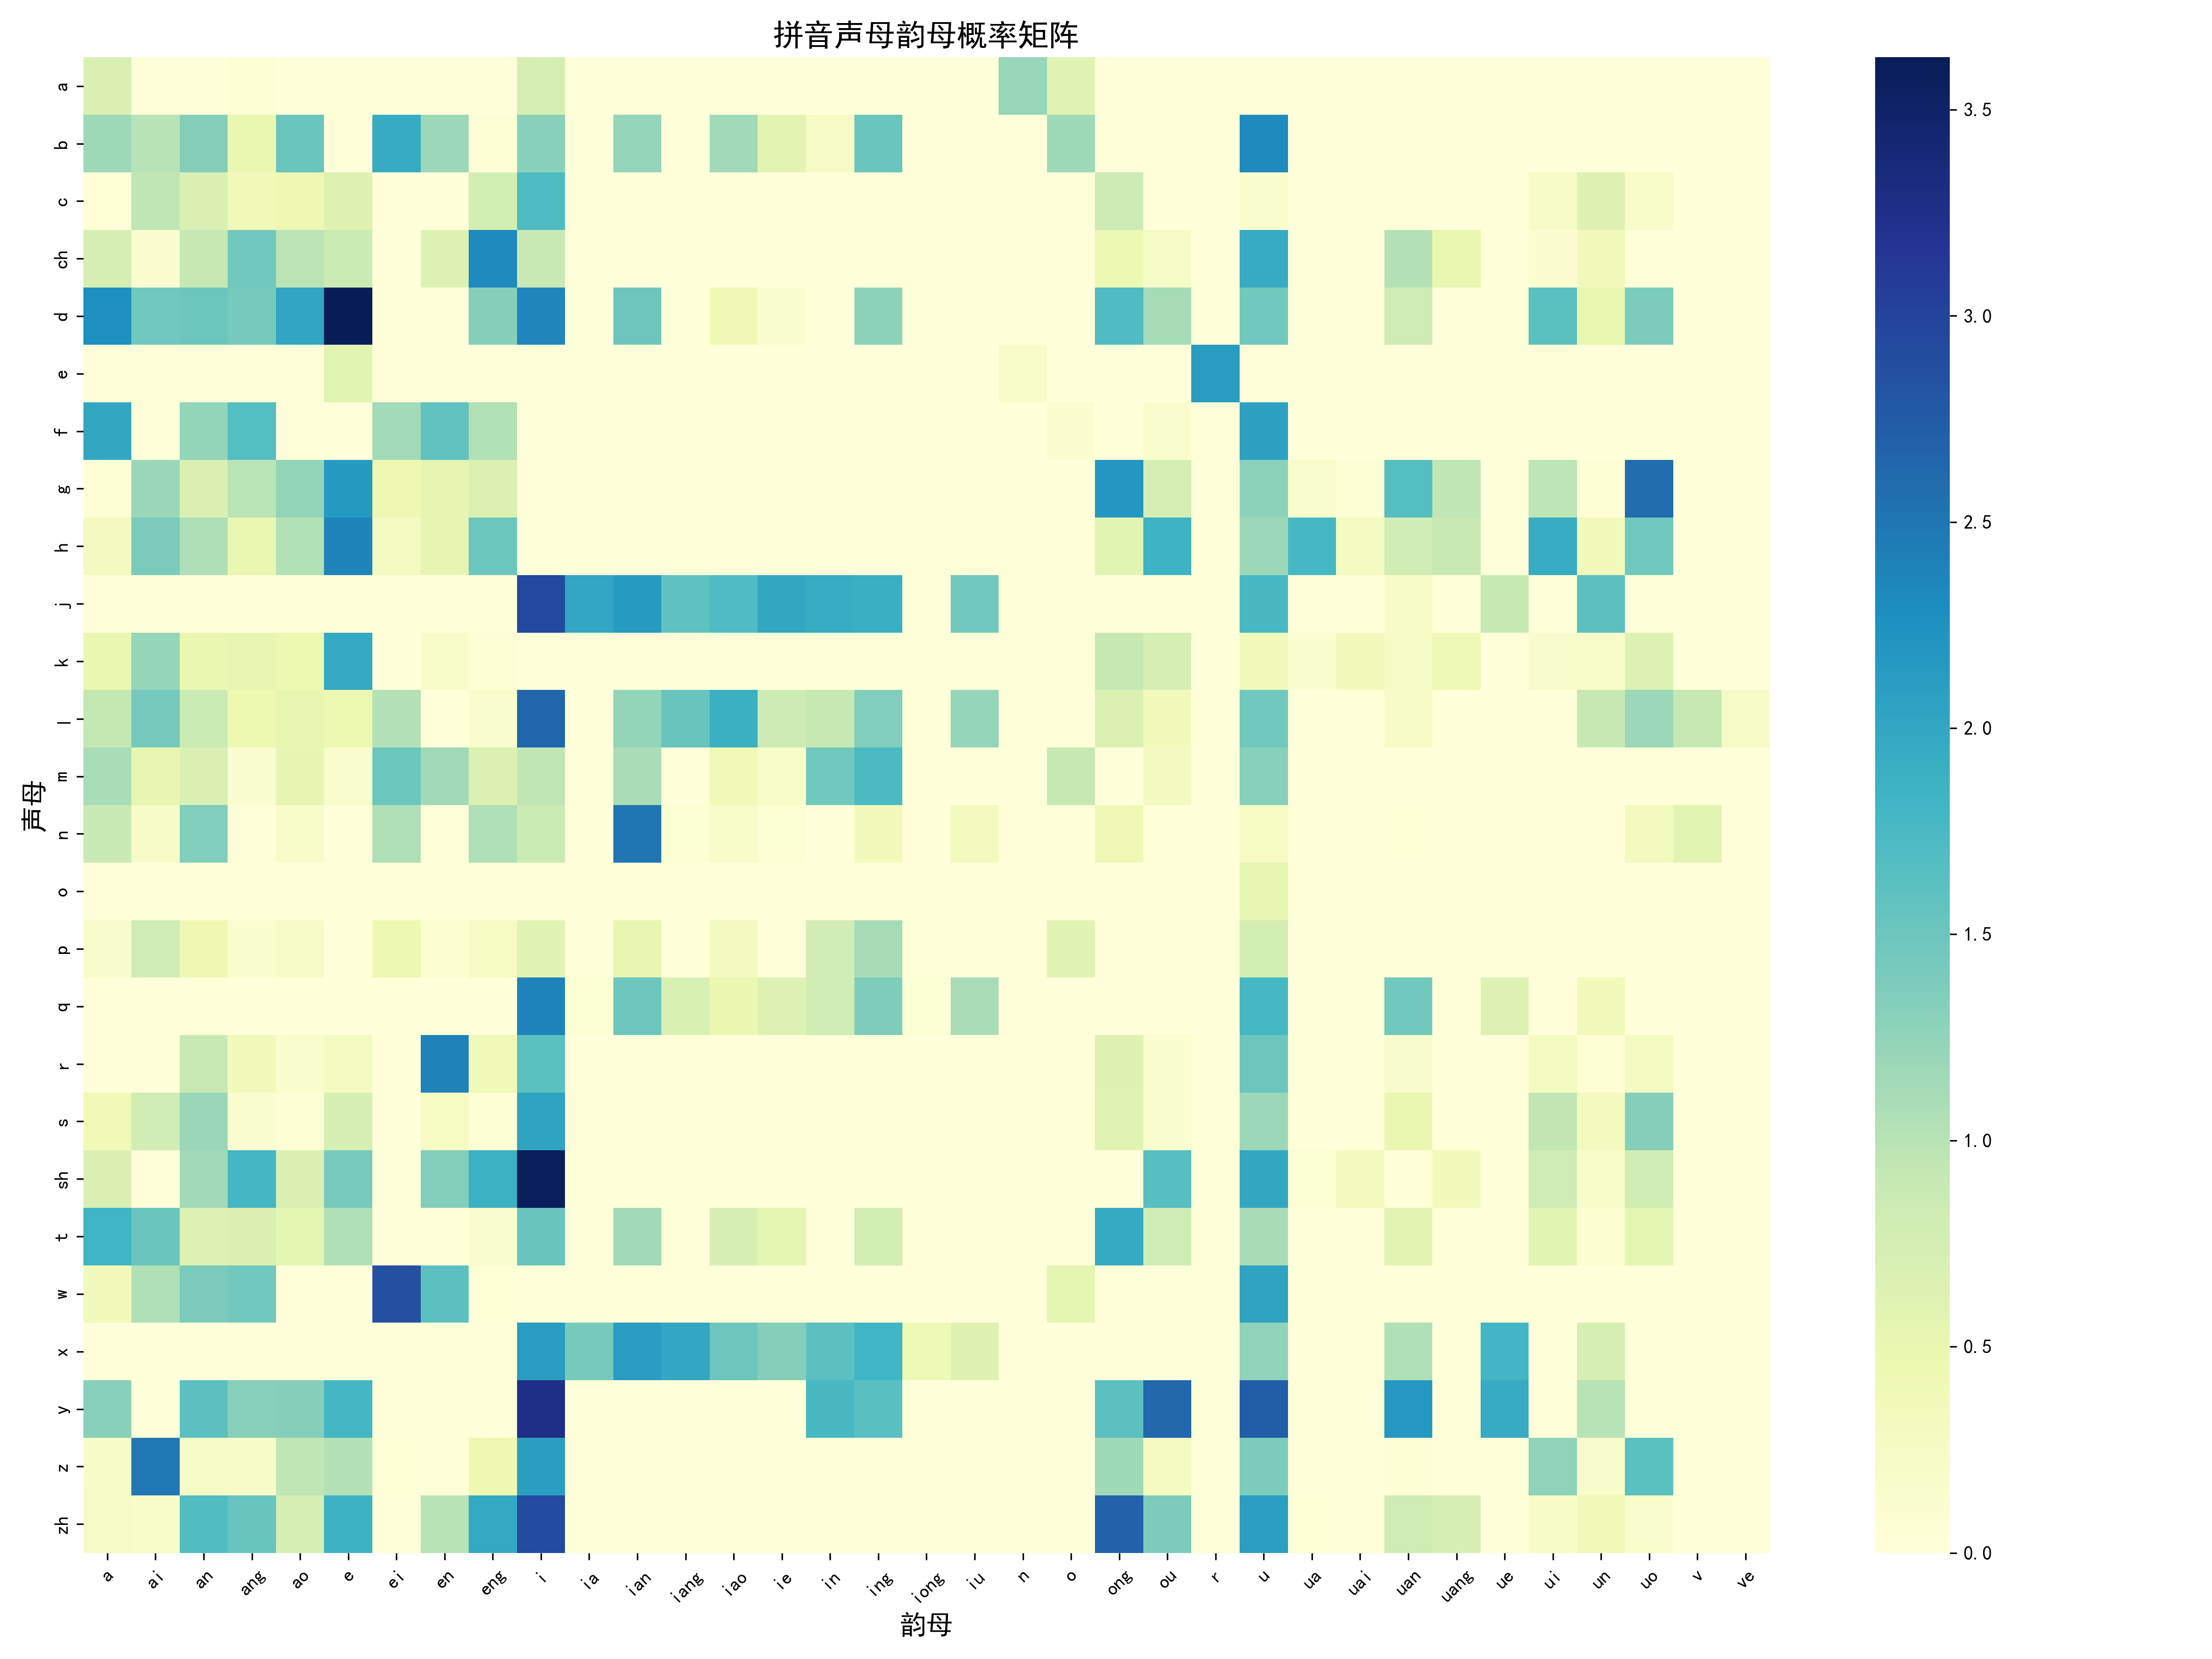 拼音声母韵母概率矩阵
声母
a
b
c
ch
d
e
f
g
h
j
k
l
m
n
o
p
q
r
s
sh
t
w
x
y
z
zh
a ai an ang ao e ei en eng i ia ian iang iao ie in ing iong iu n o ong ou r u ua uai uan uang ue ui un uo v ve
韵母
3.5
3.0
2.5
2.0
1.5
1.0
0.5
0.0